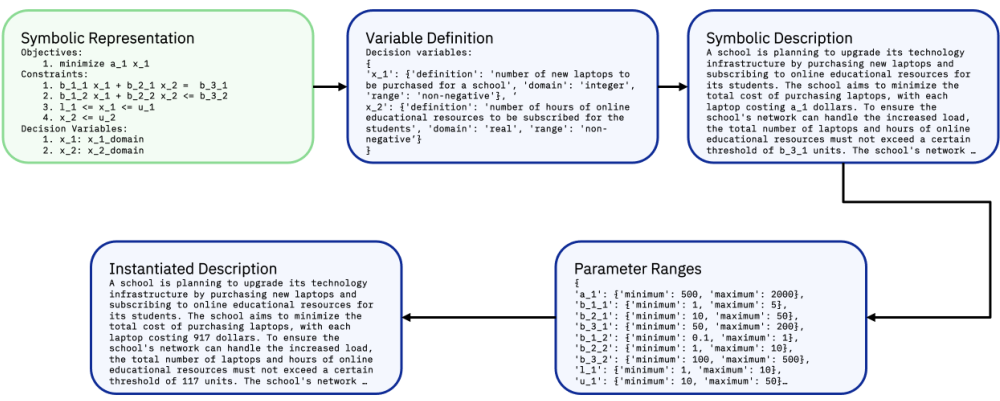 Symbolic Representation
Objectives:
1. minimize a_1 x_1
Constraints:
1. b_1_1 x_1 + b_2_1 x_2 = b_3_1
2. b_1_2 x_1 + b_2_2 x_2 <= b_3_2
3. l_1 <= x_1 <= u_1
4. x_2 <= u_2
Decision Variables:
1. x_1: x_1_domain
2. x_2: x_2_domain
Variable Definition
Decision variables:
{
'x_1': {'definition': 'number of new laptops to
be purchased for a school', 'domain': 'integer',
'range': 'non-negative'}, '
x_2': {'definition': 'number of hours of online
educational resources to be subscribed for the
students', 'domain': 'real', 'range': 'non-
negative'}
}
Symbolic Description
A school is planning to upgrade its technology
infrastructure by purchasing new laptops and
subscribing to online educational resources for
its students. The school aims to minimize the
total cost of purchasing laptops, with each
laptop costing a_1 dollars. To ensure the
school's network can handle the increased load,
the total number of laptops and hours of online
educational resources must not exceed a certain
threshold of b_3_1 units. The school's network …
Instantiated Description
A school is planning to upgrade its technology
infrastructure by purchasing new laptops and
subscribing to online educational resources for
its students. The school aims to minimize the
total cost of purchasing laptops, with each
laptop costing 917 dollars. To ensure the
school's network can handle the increased load,
the total number of laptops and hours of online
educational resources must not exceed a certain
threshold of 117 units. The school's network …
Parameter Ranges
{
'a_1': {'minimum': 500, 'maximum': 2000},
'b_1_1': {'minimum': 1, 'maximum': 5},
'b_2_1': {'minimum': 10, 'maximum': 50},
'b_3_1': {'minimum': 50, 'maximum': 200},
'b_1_2': {'minimum': 0.1, 'maximum': 1},
'b_2_2': {'minimum': 1, 'maximum': 10},
'b_3_2': {'minimum': 100, 'maximum': 500},
'l_1': {'minimum': 1, 'maximum': 10},
'u_1': {'minimum': 10, 'maximum': 50}…